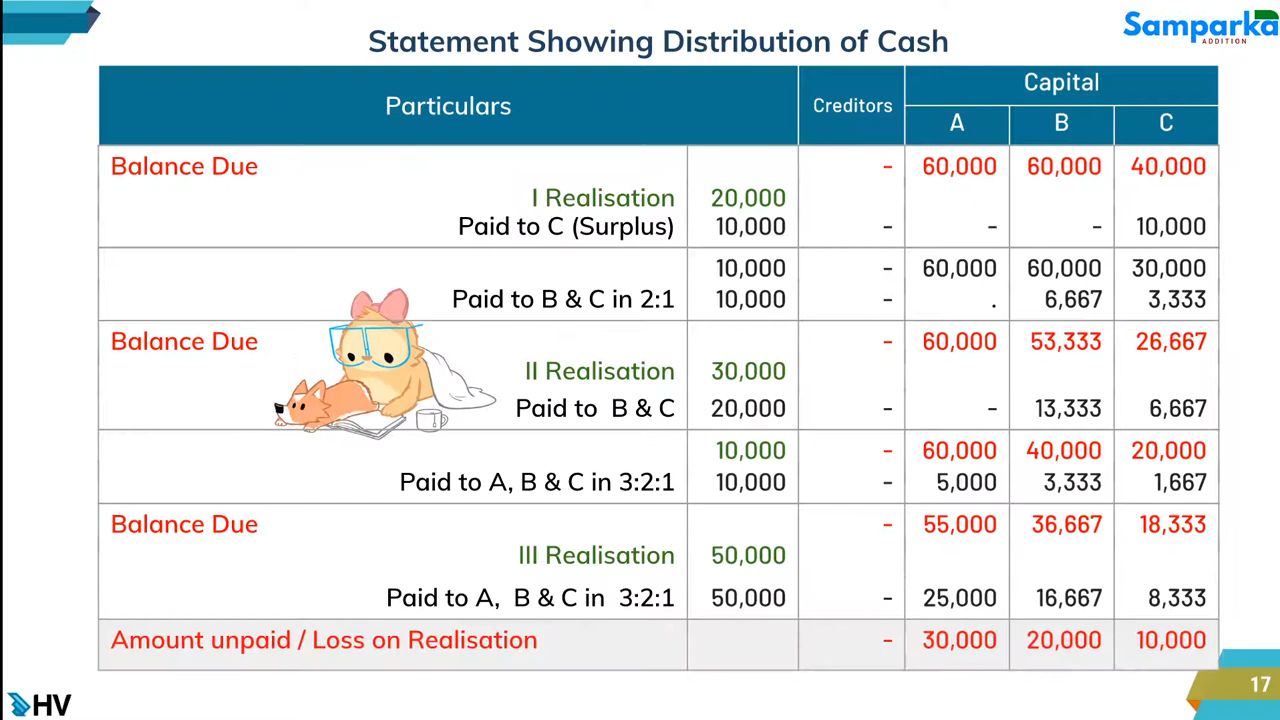 Samparka
ADDITION
Statement Showing Distribution of Cash
Particulars Creditors Capital
A B C
Balance Due - 60,000 60,000 40,000
I Realisation 20,000
Paid to C (Surplus) 10,000 - - - 10,000
10,000 - 60,000 60,000 30,000
Paid to B & C in 2:1 10,000 - . 6,667 3,333
Balance Due - 60,000 53,333 26,667
II Realisation 30,000
Paid to B & C 20,000 - - 13,333 6,667
10,000 - 60,000 40,000 20,000
Paid to A, B & C in 3:2:1 10,000 - 5,000 3,333 1,667
Balance Due - 55,000 36,667 18,333
III Realisation 50,000
Paid to A, B & C in 3:2:1 50,000 - 25,000 16,667 8,333
Amount unpaid / Loss on Realisation - 30,000 20,000 10,000
17
HV